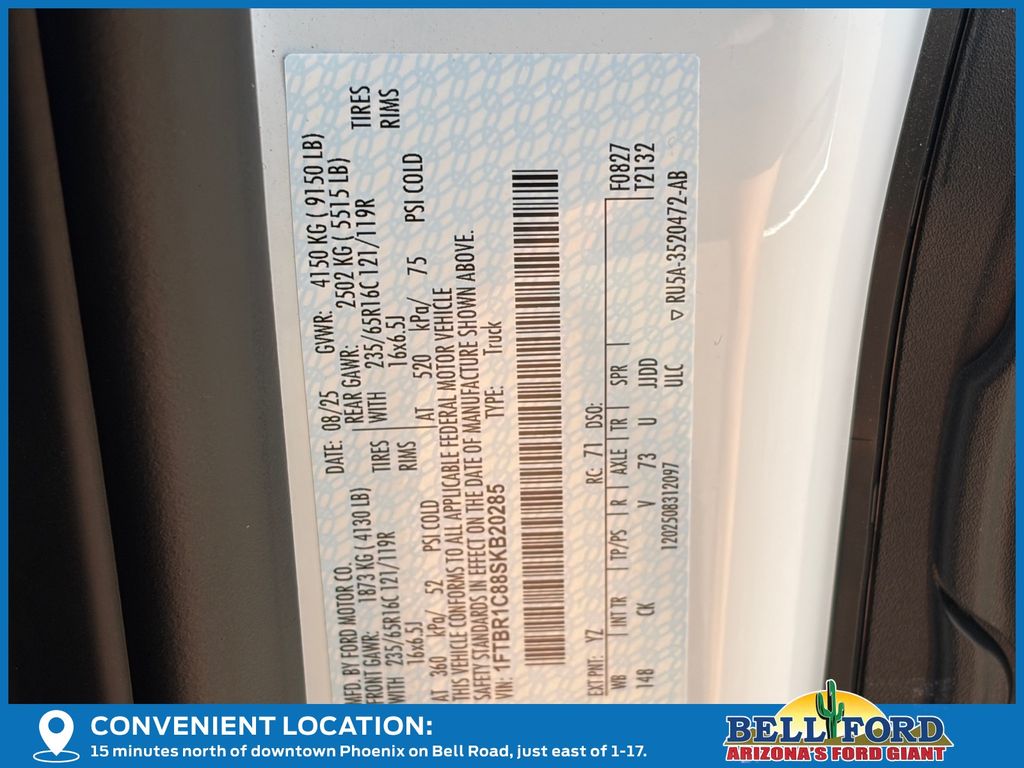 MFD. BY FORD MOTOR CO.
DATE: 08/25 GVWR: 4150 KG ( 9150 LB)
FRONT GAWR: 1873 KG ( 4130 LB)
REAR GAWR: 2502 KG ( 5515 LB)
WITH 235/65R16C 121/119R TIRES
WITH 235/65R16C 121/119R TIRES
16x6.5J RIMS
16x6.5J RIMS
AT 360 kPa/ 52 PSI COLD
AT 520 kPa/ 75 PSI COLD
THIS VEHICLE CONFORMS TO ALL APPLICABLE FEDERAL MOTOR VEHICLE
SAFETY STANDARDS IN EFFECT ON THE DATE OF MANUFACTURE SHOWN ABOVE.
VIN: 1FTBR1C88SKB20285 TYPE: Truck
EXT PNT: YZ RC: 71 DSO: F0827
WB INT TR TP/PS R AXLE TR SPR T2132
148 CK V 73 U JJDD
1202508312097 ULC ▽ RU5A-3520472-AB
CONVENIENT LOCATION:
15 minutes north of downtown Phoenix on Bell Road, just east of 1-17.
BELL FORD
ARIZONA'S FORD GIANT